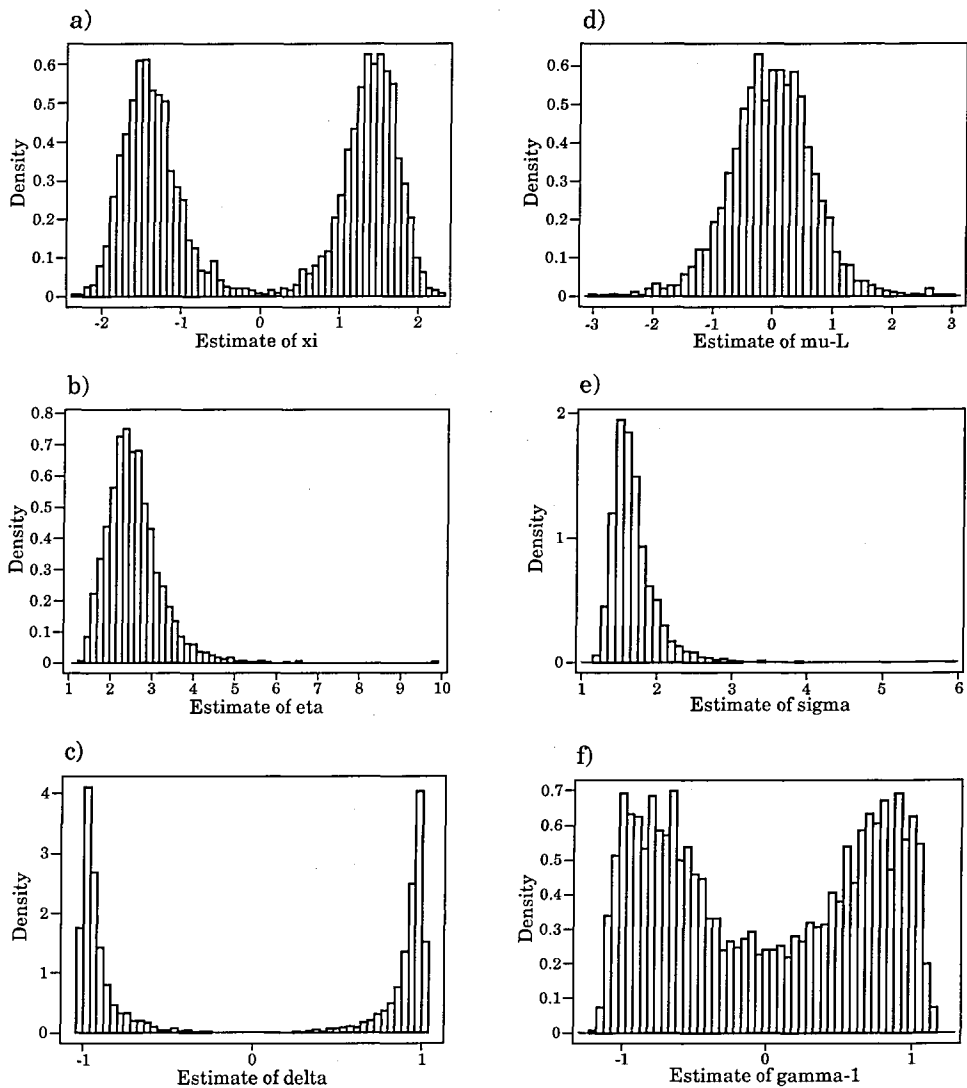 a)
0.6
0.5
0.4
0.3
0.2
0.1
0
Density
-2 -1 0 1 2
Estimate of xi
d)
0.6
0.5
0.4
0.3
0.2
0.1
0
Density
-3 -2 -1 0 1 2 3
Estimate of mu-L
b)
0.8
0.7
0.6
0.5
0.4
0.3
0.2
0.1
0
Density
1 2 3 4 5 6 7 8 9 10
Estimate of eta
e)
2
1
0
Density
1 2 3 4 5 6
Estimate of sigma
c)
4
3
2
1
0
Density
-1 0 1
Estimate of delta
f)
0.7
0.6
0.5
0.4
0.3
0.2
0.1
0
Density
-1 0 1
Estimate of gamma-1